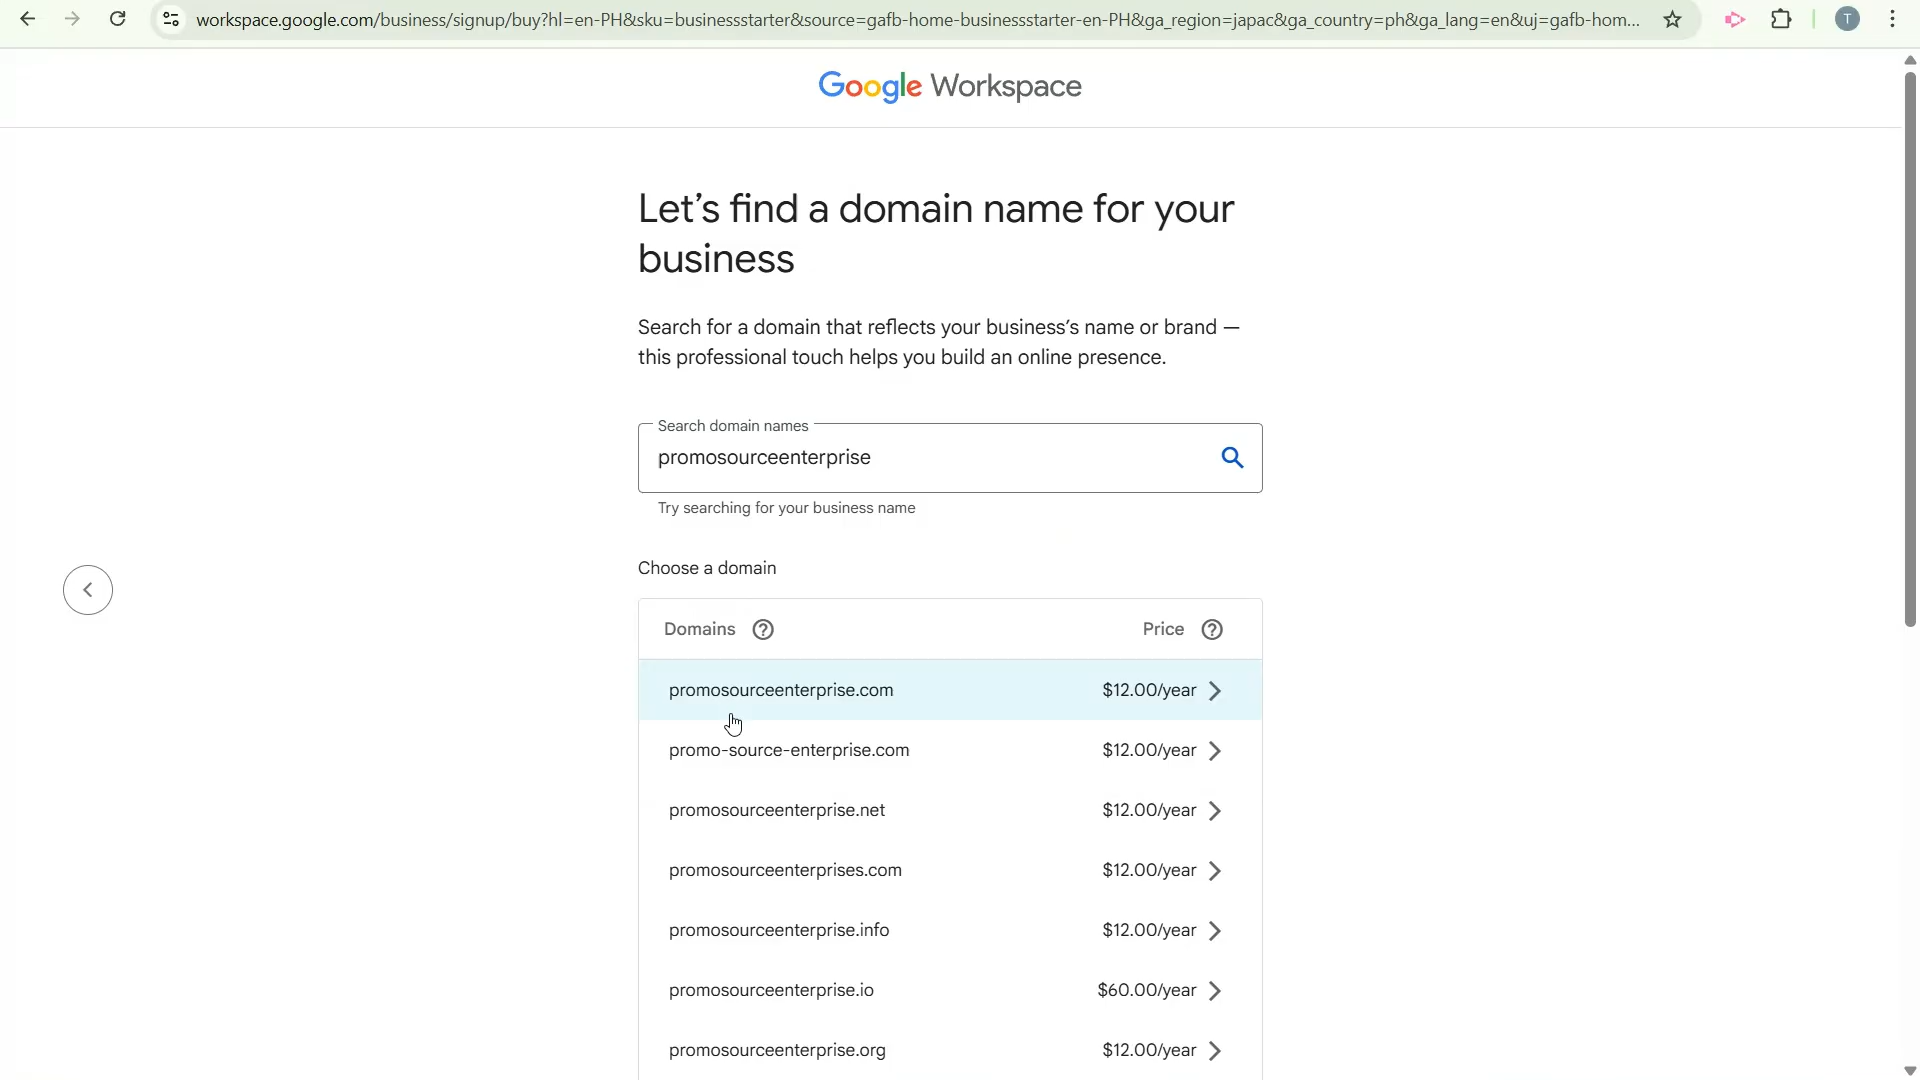 workspace.google.com/business/signup/buy?hl=en-PH&sku=businessstarter&source=gafb-home-businessstarter-en-PH&ga_region=japac&ga_country=ph&ga_lang=en&uj=gafb-hom...
T
Google Workspace
Let’s find a domain name for your
business
Search for a domain that reflects your business’s name or brand —
this professional touch helps you build an online presence.
Search domain names
promosourceenterprise
Try searching for your business name
Choose a domain
Domains Price
promosourceenterprise.com $12.00/year
promo-source-enterprise.com $12.00/year
promosourceenterprise.net $12.00/year
promosourceenterprises.com $12.00/year
promosourceenterprise.info $12.00/year
promosourceenterprise.io $60.00/year
promosourceenterprise.org $12.00/year